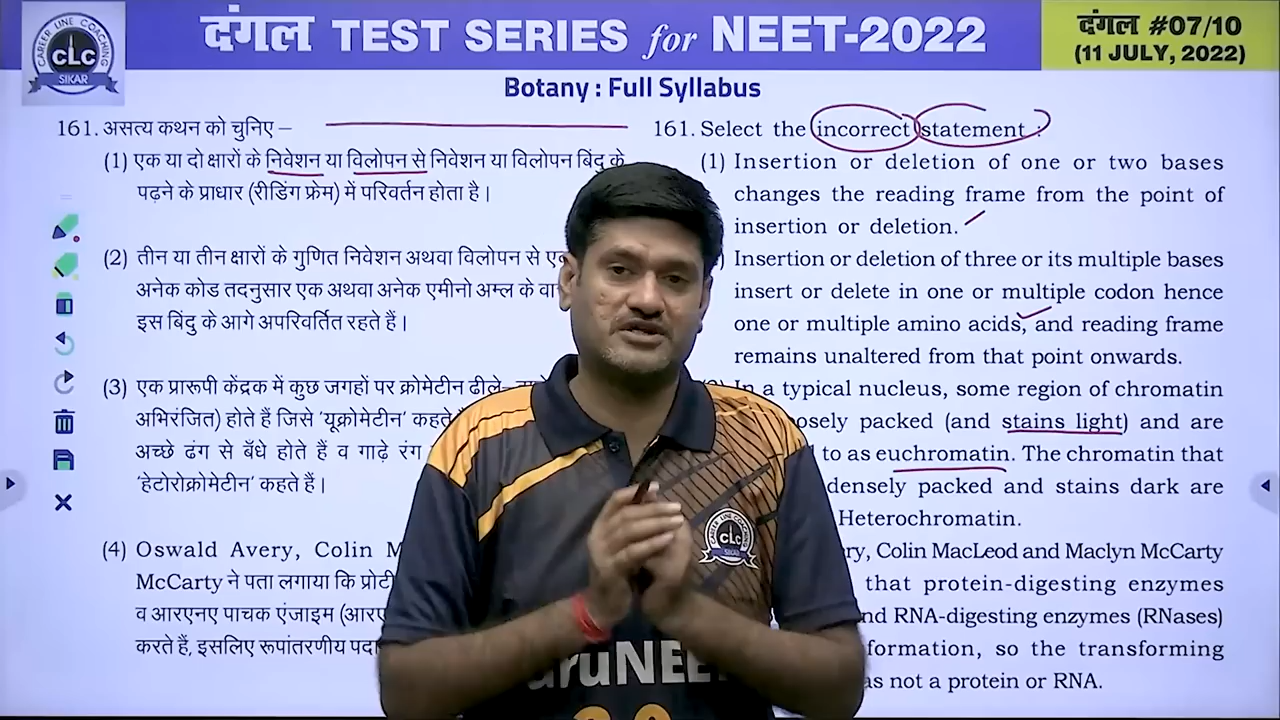 दंगल TEST SERIES for NEET-2022
दंगल #07/10
(11 JULY, 2022)
CAREER LINE COACHING
CLC
SIKAR
Botany : Full Syllabus
161. असत्य कथन को चुनिए –
(1) एक या दो क्षारों के निवेशन या विलोपन से निवेशन या विलोपन बिंदु के
पढ़ने के प्राधार (रीडिंग फ्रेम) में परिवर्तन होता है।
(2) तीन या तीन क्षारों के गुणित निवेशन अथवा विलोपन से
अनेक कोड तदनुसार एक अथवा अनेक एमीनो अम्ल के
इस बिंदु के आगे अपरिवर्तित रहते हैं।
(3) एक प्रारूपी केंद्रक में कुछ जगहों पर क्रोमेटीन ढीले–
अभिरंजित) होते हैं जिसे 'यूक्रोमेटीन' कहते
अच्छे ढंग से बँधे होते हैं व गाढ़े रंग
'हेटोरोक्रोमेटीन' कहते हैं।
(4) Oswald Avery, Colin M
McCarty ने पता लगाया कि
व आरएनए पाचक एंजाइम
करते हैं, इसलिए रूपांतरणीय
161. Select the incorrect statement :
(1) Insertion or deletion of one or two bases
changes the reading frame from the point of
insertion or deletion.
Insertion or deletion of three or its multiple bases
insert or delete in one or multiple codon hence
one or multiple amino acids, and reading frame
remains unaltered from that point onwards.
In a typical nucleus, some region of chromatin
osely packed (and stains light) and are
to as euchromatin. The chromatin that
densely packed and stains dark are
Heterochromatin.
ry, Colin MacLeod and Maclyn McCarty
that protein-digesting enzymes
nd RNA-digesting enzymes (RNases)
formation, so the transforming
as not a protein or RNA.
CAREER LINE COACHING
CLC
SIKAR
uruNEE